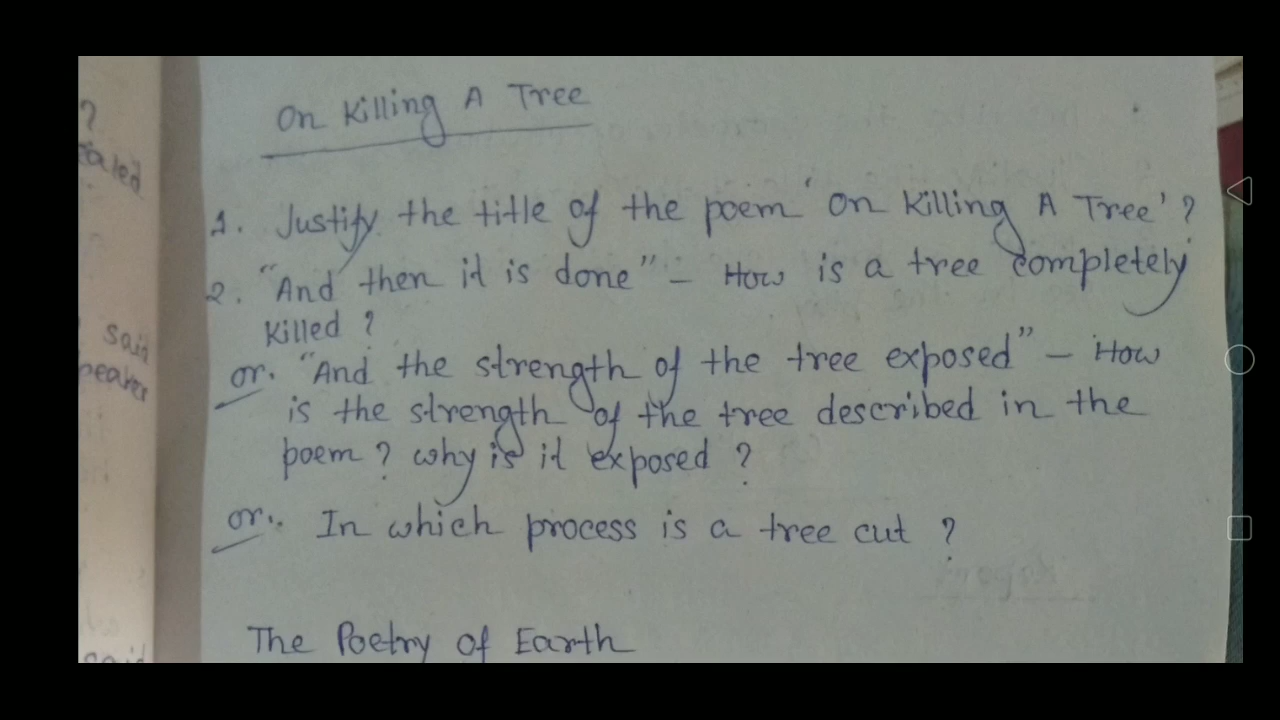 ?
said
On Killing A Tree
1. Justify the title of the poem 'On Killing A Tree'?
2. "And then it is done" - How is a tree completely
killed?
or. "And the strength of the tree exposed" - How
is the strength of the tree described in the
poem? why is it exposed?
or.. In which process is a tree cut?
The Poetry of Earth